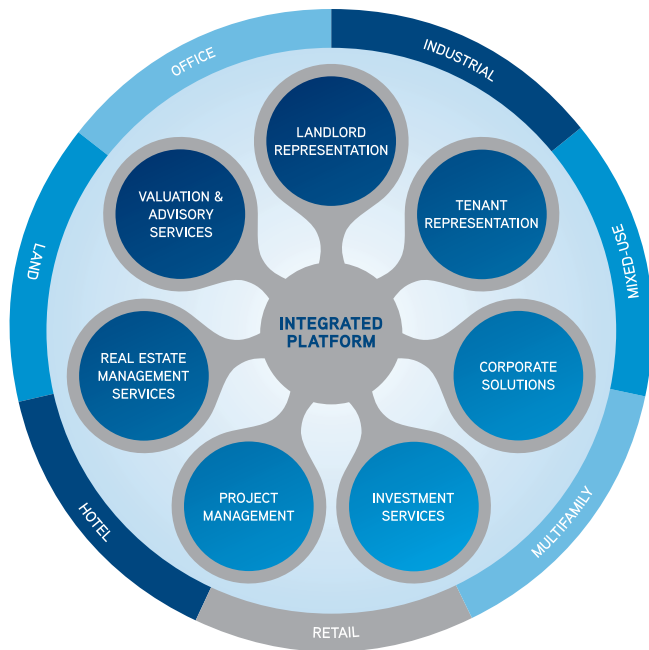 OFFICE
INDUSTRIAL
LANDLORD
REPRESENTATION
VALUATION &
ADVISORY
SERVICES
TENANT
REPRESENTATION
LAND
MIXED-USE
INTEGRATED
PLATFORM
REAL ESTATE
MANAGEMENT
SERVICES
CORPORATE
SOLUTIONS
PROJECT
MANAGEMENT
INVESTMENT
SERVICES
HOTEL
MULTIFAMILY
RETAIL